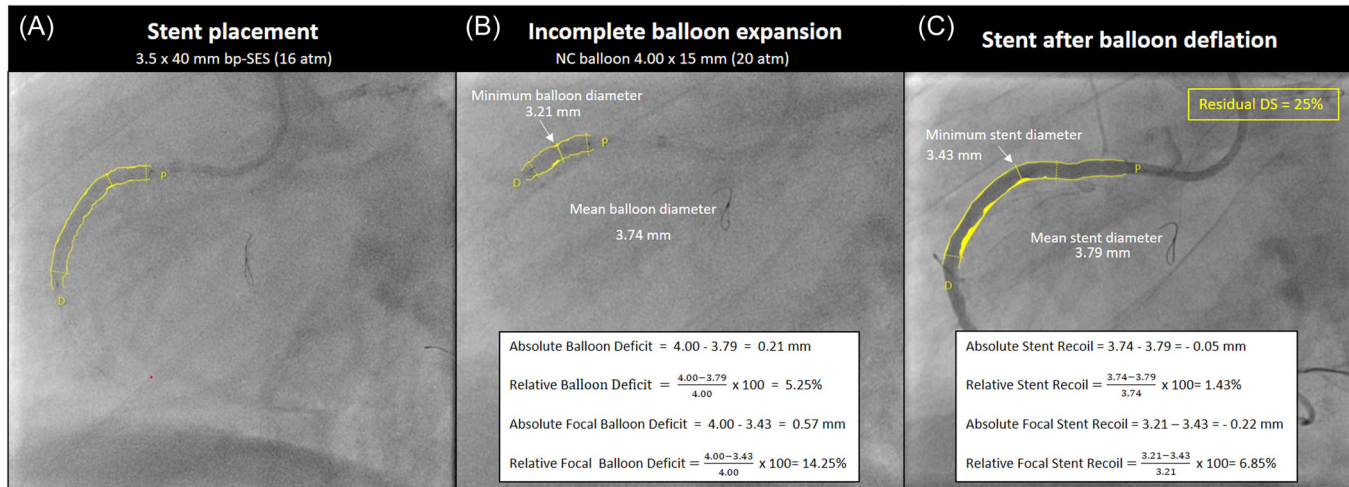 (A)
Stent placement
3.5 x 40 mm bp-SES (16 atm)
P
D
(B)
Incomplete balloon expansion
NC balloon 4.00 x 15 mm (20 atm)
Minimum balloon diameter
3.21 mm
P
D
Mean balloon diameter
3.74 mm
Absolute Balloon Deficit = 4.00 - 3.79 = 0.21 mm
Relative Balloon Deficit = (4.00−3.79)/4.00 x 100 = 5.25%
Absolute Focal Balloon Deficit = 4.00 - 3.43 = 0.57 mm
Relative Focal Balloon Deficit = (4.00−3.43)/4.00 x 100= 14.25%
(C)
Stent after balloon deflation
Residual DS = 25%
Minimum stent diameter
3.43 mm
P
Mean stent diameter
3.79 mm
D
Absolute Stent Recoil = 3.74 - 3.79 = - 0.05 mm
Relative Stent Recoil = (3.74−3.79)/3.74 x 100= 1.43%
Absolute Focal Stent Recoil = 3.21 – 3.43 = - 0.22 mm
Relative Focal Stent Recoil = (3.21−3.43)/3.21 x 100= 6.85%